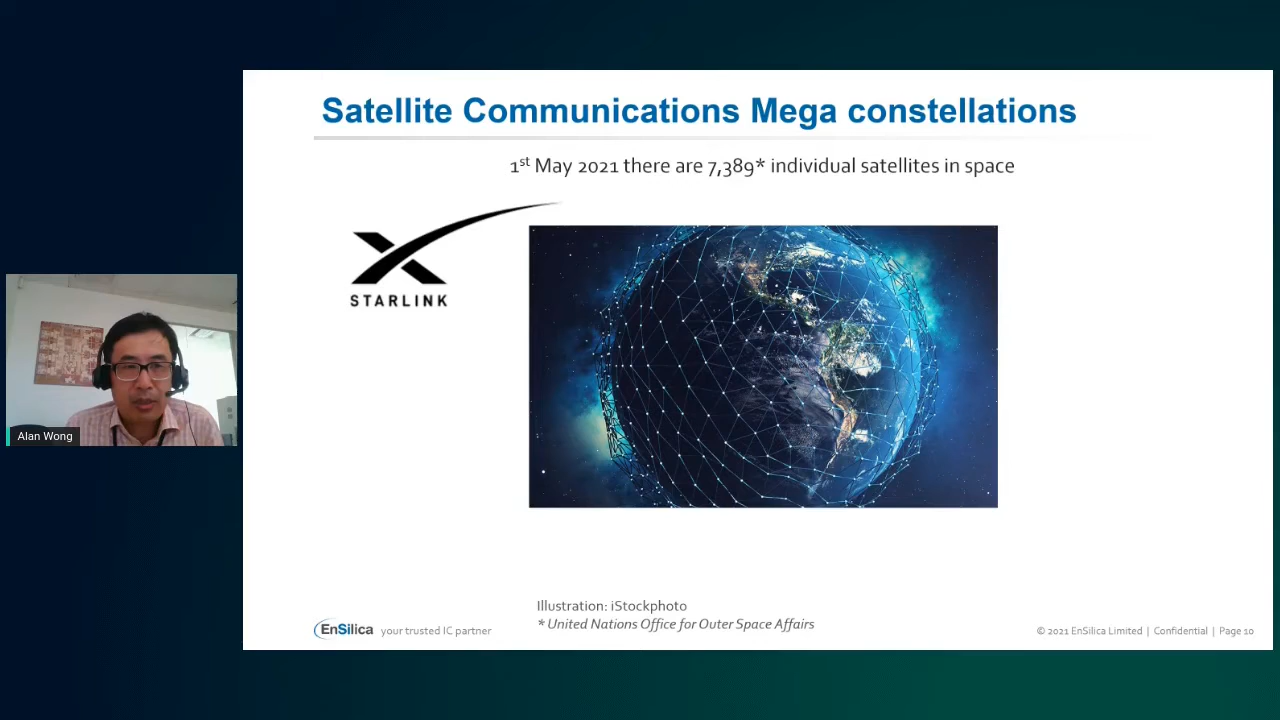 Satellite Communications Mega constellations
1st May 2021 there are 7,389* individual satellites in space
STARLINK
Alan Wong
Illustration: iStockphoto
* United Nations Office for Outer Space Affairs
EnSilica your trusted IC partner
© 2021 EnSilica Limited | Confidential | Page 10